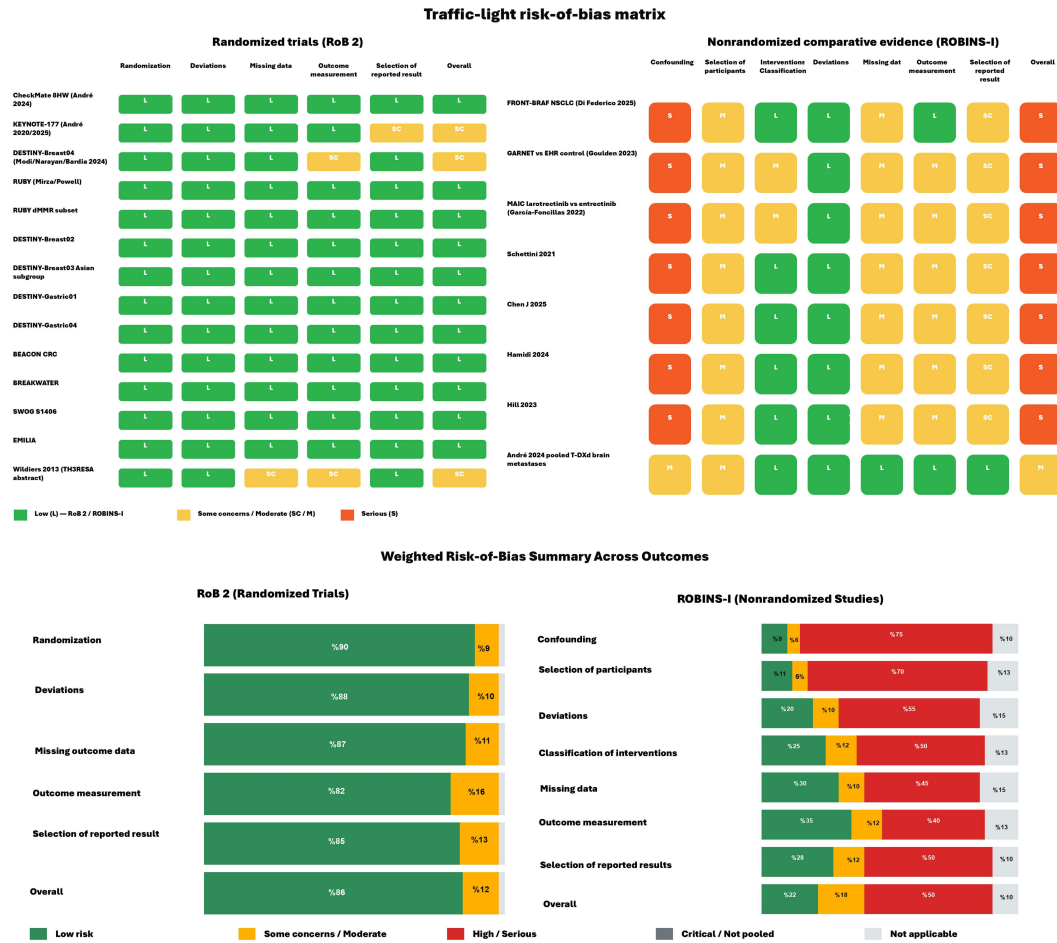 Traffic-light risk-of-bias matrix
Randomized trials (RoB 2)
Randomization Deviations Missing data Outcome measurement Selection of reported result Overall
CheckMate 8HW (André 2024) L L L L L L
KEYNOTE-177 (André 2020/2025) L L L L SC SC
DESTINY-Breast04 (Modi/Narayan/Bardia 2024) L L L SC L SC
RUBY (Mirza/Powell) L L L L L L
RUBY dMMR subset L L L L L L
DESTINY-Breast02 L L L L L L
DESTINY-Breast03 Asian subgroup L L L L L L
DESTINY-Gastric01 L L L L L L
DESTINY-Gastric04 L L L L L L
BEACON CRC L L L L L L
BREAKWATER L L L L L L
SWOG S1406 L L L L L L
EMILIA L L L L L L
Wildiers 2013 (TH3RESA abstract) L L SC SC L SC
Nonrandomized comparative evidence (ROBINS-I)
Confounding Selection of participants Interventions Classification Deviations Missing dat Outcome measurement Selection of reported result Overall
FRONT-BRAF NSCLC (Di Federico 2025) S M L L M L SC S
GARNET vs EHR control (Goulden 2023) S M M L M M SC S
MAIC larotrectinib vs entrectinib (García-Foncillas 2022) S M M L M M SC S
Schettini 2021 S M L L M M SC S
Chen J 2025 S M L L M M SC S
Hamidi 2024 S M L L M M SC S
Hill 2023 S M L L M M SC S
André 2024 pooled T-DXd brain metastases M M L L L L L M
Low (L) — RoB 2 / ROBINS-I
Some concerns / Moderate (SC / M)
Serious (S)
Weighted Risk-of-Bias Summary Across Outcomes
RoB 2 (Randomized Trials)
Randomization %90 %9
Deviations %88 %10
Missing outcome data %87 %11
Outcome measurement %82 %16
Selection of reported result %85 %13
Overall %86 %12
ROBINS-I (Nonrandomized Studies)
Confounding %9 %6 %75 %10
Selection of participants %11 6% %70 %13
Deviations %20 %10 %55 %15
Classification of interventions %25 %12 %50 %13
Missing data %30 %10 %45 %15
Outcome measurement %35 %12 %40 %13
Selection of reported results %28 %12 %50 %10
Overall %22 %18 %50 %10
Low risk
Some concerns / Moderate
High / Serious
Critical / Not pooled
Not applicable